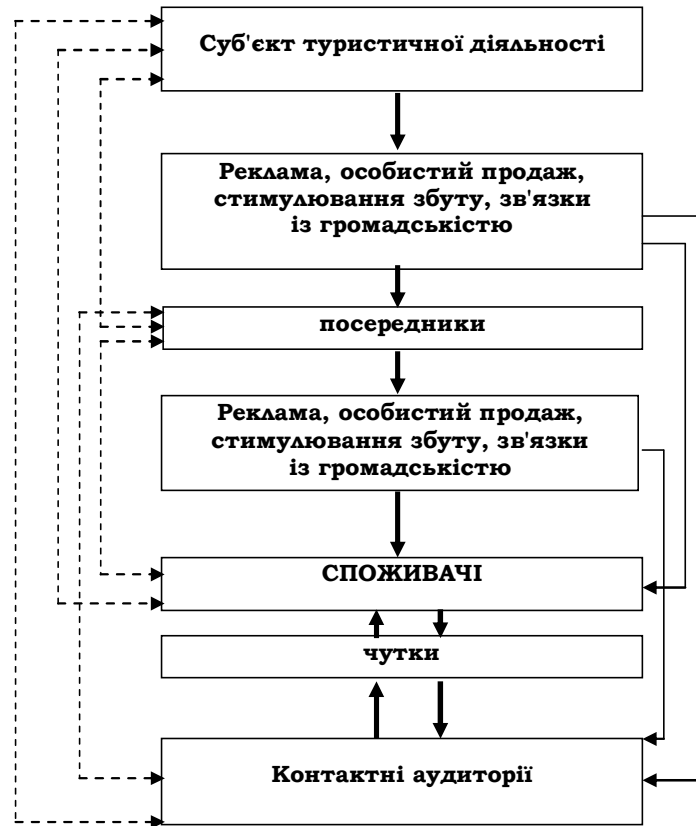 Суб'єкт туристичної діяльності
Реклама, особистий продаж,
стимулювання збуту, зв'язки
із громадськістю
посередники
Реклама, особистий продаж,
стимулювання збуту, зв'язки
із громадськістю
СПОЖИВАЧІ
чутки
Контактні аудиторії